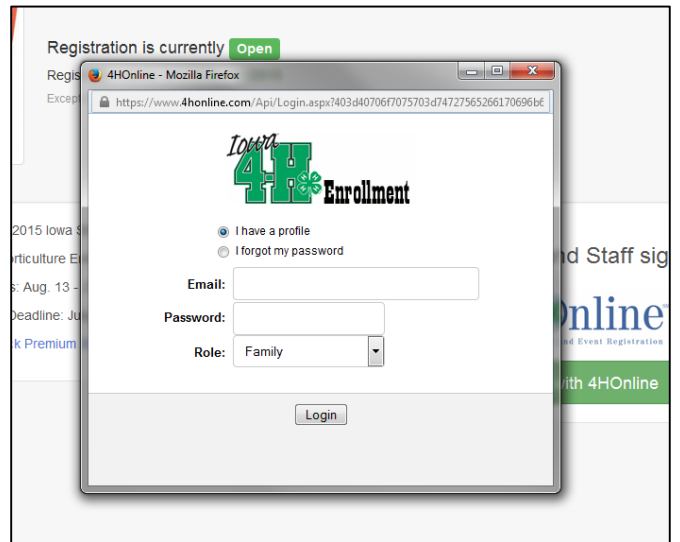 Registration is currently Open
Regis
Except
4HOnline - Mozilla Firefox
https://www.4honline.com/Api/Login.aspx?403d40706f7075703d74727565266170696b6
Iowa
4-H Enrollment
I have a profile
I forgot my password
Email:
Password:
Role: Family
Login
2015 Iowa S
orticulture E
s: Aug. 13 -
Deadline: Ju
k Premium
nd Staff sig
Online
nd Event Registration
with 4HOnline